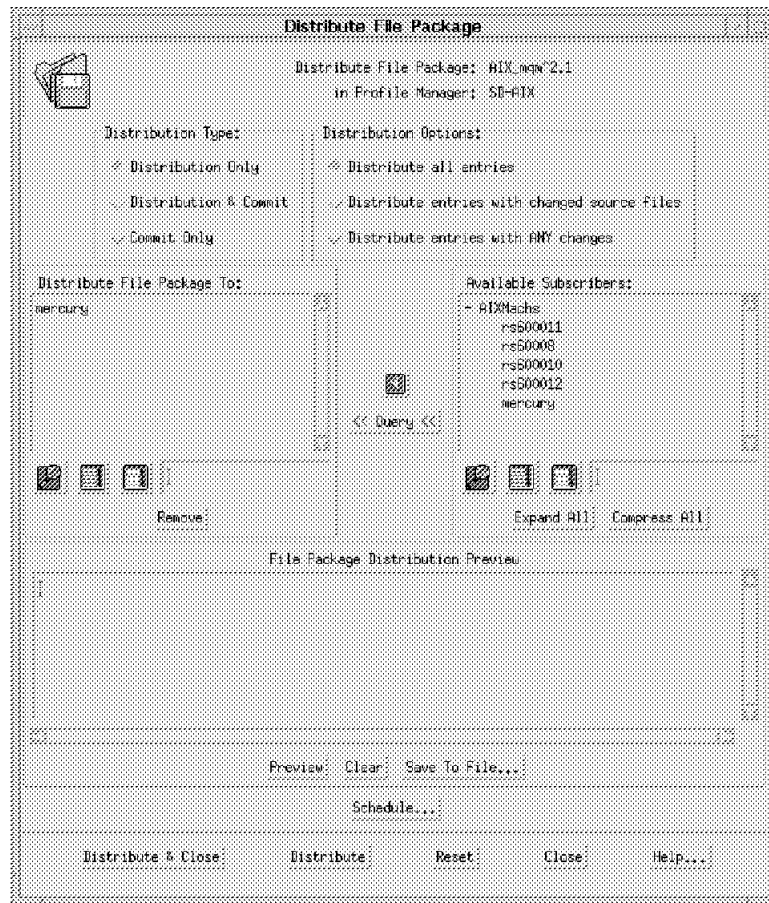 Distribute File Package
Distribute File Package: AIX_mqm^2.1
in Profile Manager: SD-AIX
Distribution Type:
Distribution Only
Distribution & Commit
Commit Only
Distribution Options:
Distribute all entries
Distribute entries with changed source files
Distribute entries with ANY changes
Distribute File Package To:
mercury
<< Query <<
Available Subscribers:
- AIXMachs
rs600011
rs60008
rs600010
rs600012
mercury
Remove
Expand All Compress All
File Package Distribution Preview
Preview Clear Save To File...
Schedule...
Distribute & Close Distribute Reset Close Help...